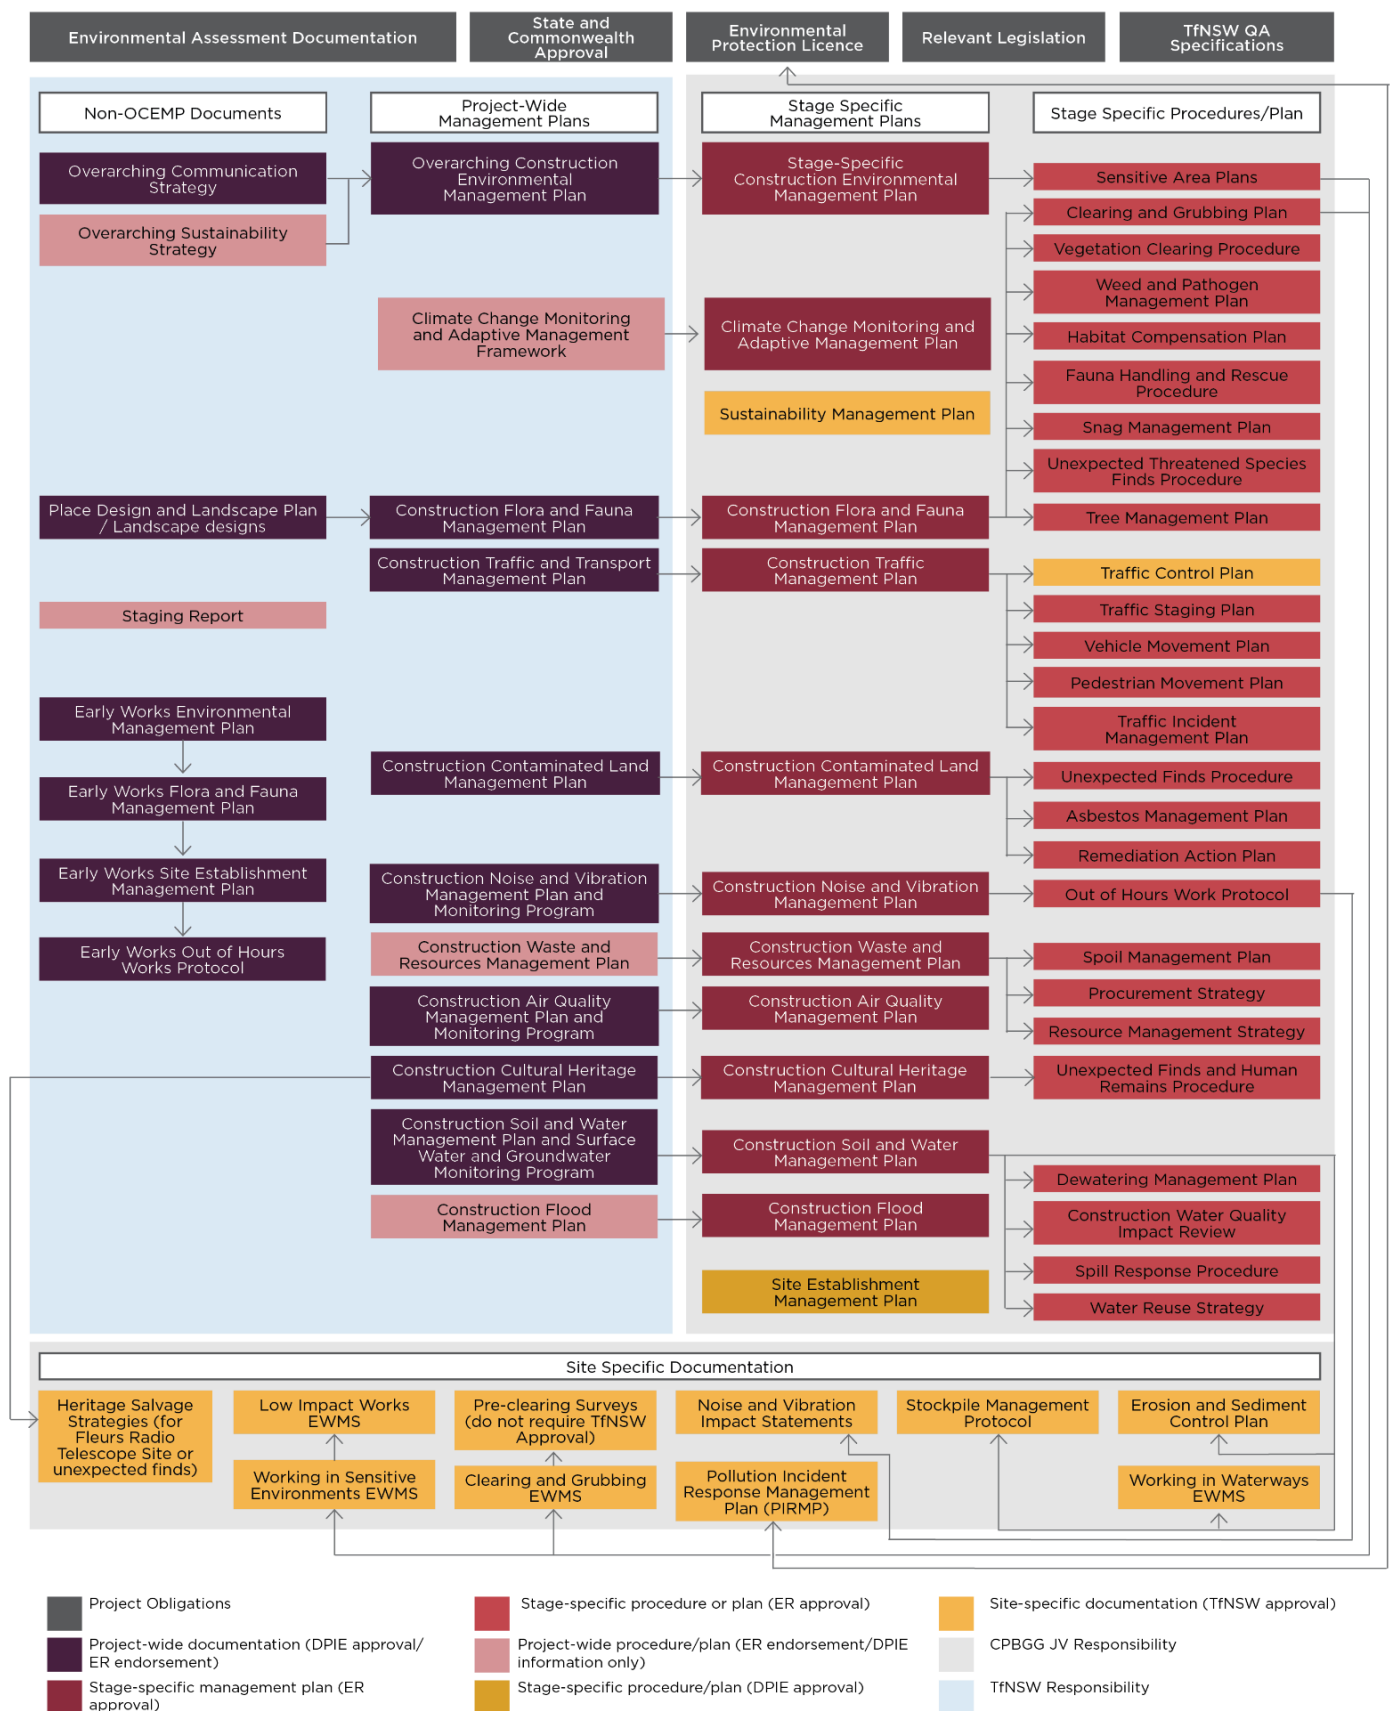 Environmental Assessment Documentation
State and
Commonwealth
Approval
Environmental
Protection Licence
Relevant Legislation
TfNSW QA
Specifications
Non-OCEMP Documents
Project-Wide
Management Plans
Stage Specific
Management Plans
Stage Specific Procedures/Plan
Overarching Communication
Strategy
Overarching Sustainability
Strategy
Overarching Construction
Environmental
Management Plan
Stage-Specific
Construction Environmental
Management Plan
Sensitive Area Plans
Clearing and Grubbing Plan
Vegetation Clearing Procedure
Weed and Pathogen
Management Plan
Climate Change Monitoring
and Adaptive Management
Framework
Climate Change Monitoring and
Adaptive Management Plan
Habitat Compensation Plan
Fauna Handling and Rescue
Procedure
Sustainability Management Plan
Snag Management Plan
Unexpected Threatened Species
Finds Procedure
Place Design and Landscape Plan
/ Landscape designs
Construction Flora and Fauna
Management Plan
Construction Flora and Fauna
Management Plan
Tree Management Plan
Construction Traffic and Transport
Management Plan
Construction Traffic
Management Plan
Traffic Control Plan
Staging Report
Traffic Staging Plan
Vehicle Movement Plan
Pedestrian Movement Plan
Early Works Environmental
Management Plan
Traffic Incident
Management Plan
Early Works Flora and Fauna
Management Plan
Construction Contaminated Land
Management Plan
Construction Contaminated Land
Management Plan
Unexpected Finds Procedure
Asbestos Management Plan
Remediation Action Plan
Early Works Site Establishment
Management Plan
Construction Noise and Vibration
Management Plan and
Monitoring Program
Construction Noise and Vibration
Management Plan
Out of Hours Work Protocol
Early Works Out of Hours
Works Protocol
Construction Waste and
Resources Management Plan
Construction Waste and
Resources Management Plan
Spoil Management Plan
Procurement Strategy
Construction Air Quality
Management Plan and
Monitoring Program
Construction Air Quality
Management Plan
Resource Management Strategy
Construction Cultural Heritage
Management Plan
Construction Cultural Heritage
Management Plan
Unexpected Finds and Human
Remains Procedure
Construction Soil and Water
Management Plan and Surface
Water and Groundwater
Monitoring Program
Construction Soil and Water
Management Plan
Dewatering Management Plan
Construction Flood
Management Plan
Construction Flood
Management Plan
Construction Water Quality
Impact Review
Spill Response Procedure
Site Establishment
Management Plan
Water Reuse Strategy
Site Specific Documentation
Heritage Salvage
Strategies (for
Fleurs Radio
Telescope Site or
unexpected finds)
Low Impact Works
EWMS
Pre-clearing Surveys
(do not require TfNSW
Approval)
Noise and Vibration
Impact Statements
Stockpile Management
Protocol
Erosion and Sediment
Control Plan
Working in Sensitive
Environments EWMS
Clearing and Grubbing
EWMS
Pollution Incident
Response Management
Plan (PIRMP)
Working in Waterways
EWMS
Project Obligations
Project-wide documentation (DPIE approval/
ER endorsement)
Stage-specific management plan (ER
approval)
Stage-specific procedure or plan (ER approval)
Project-wide procedure/plan (ER endorsement/DPIE
information only)
Stage-specific procedure/plan (DPIE approval)
Site-specific documentation (TfNSW approval)
CPBGG JV Responsibility
TfNSW Responsibility